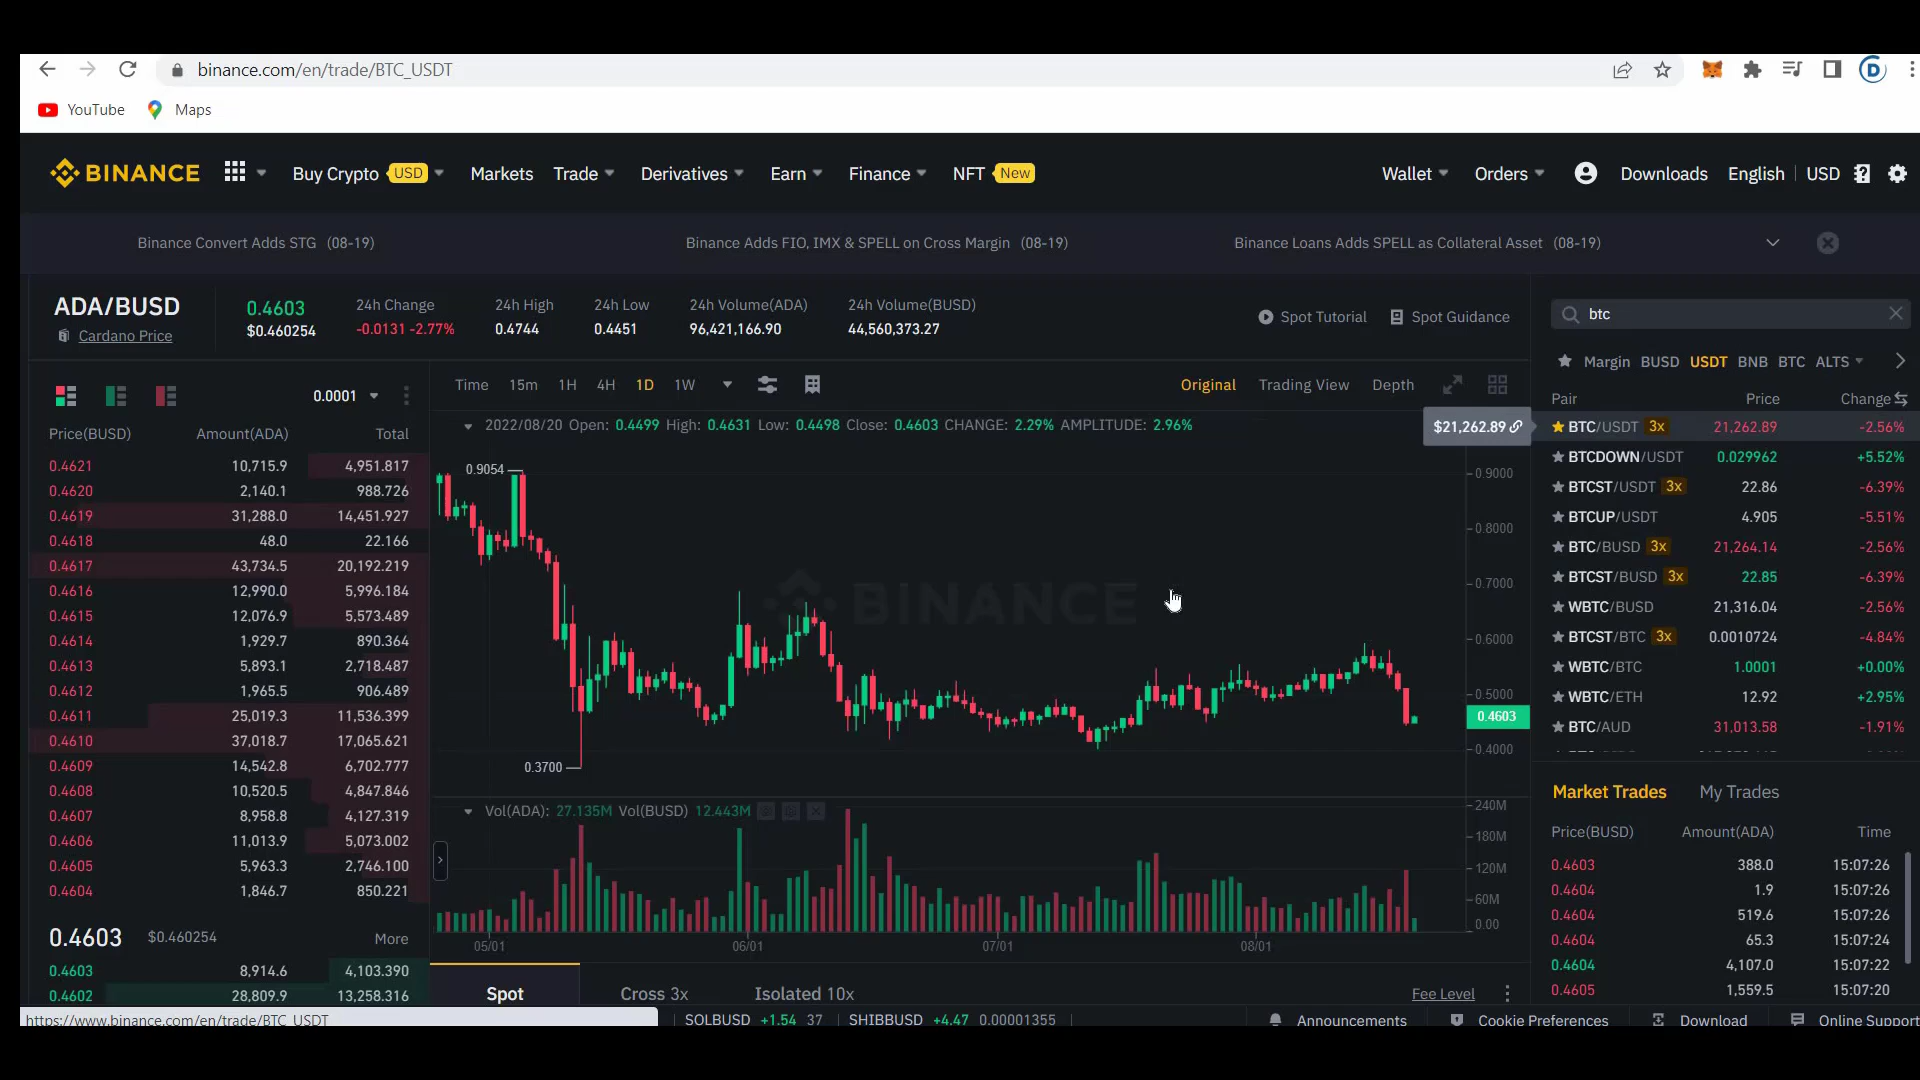 binance.com/en/trade/BTC_USDT
YouTube Maps
BINANCE Buy Crypto USD Markets Trade Derivatives Earn Finance NFT New Wallet Orders Downloads English USD
Binance Convert Adds STG (08-19) Binance Adds FIO, IMX & SPELL on Cross Margin (08-19) Binance Loans Adds SPELL as Collateral Asset (08-19)
ADA/BUSD
Cardano Price
0.4603
$0.460254
24h Change
-0.0131 -2.77%
24h High
0.4744
24h Low
0.4451
24h Volume(ADA)
96,421,166.90
24h Volume(BUSD)
44,560,373.27
Spot Tutorial Spot Guidance
0.0001
Price(BUSD) Amount(ADA) Total
0.4621 10,715.9 4,951.817
0.4620 2,140.1 988.726
0.4619 31,288.0 14,451.927
0.4618 48.0 22.166
0.4617 43,734.5 20,192.219
0.4616 12,990.0 5,996.184
0.4615 12,076.9 5,573.489
0.4614 1,929.7 890.364
0.4613 5,893.1 2,718.487
0.4612 1,965.5 906.489
0.4611 25,019.3 11,536.399
0.4610 37,018.7 17,065.621
0.4609 14,542.8 6,702.777
0.4608 10,520.5 4,847.846
0.4607 8,958.8 4,127.319
0.4606 11,013.9 5,073.002
0.4605 5,963.3 2,746.100
0.4604 1,846.7 850.221
0.4603 $0.460254 More
0.4603 8,914.6 4,103.390
0.4602 28,809.9 13,258.316
Time 15m 1H 4H 1D 1W Original Trading View Depth
2022/08/20 Open: 0.4499 High: 0.4631 Low: 0.4498 Close: 0.4603 CHANGE: 2.29% AMPLITUDE: 2.96%
$21,262.89
0.9054
0.9000
0.8000
0.7000
BINANCE
0.6000
0.5000
0.4603
0.4000
0.3700
Vol(ADA): 27.135M Vol(BUSD) 12.443M
240M
180M
120M
60M
0.00
05/01 06/01 07/01 08/01
Spot Cross 3x Isolated 10x Fee Level
btc
Margin BUSD USDT BNB BTC ALTS
Pair Price Change
BTC/USDT 3x 21,262.89 -2.56%
BTCDOWN/USDT 0.029962 +5.52%
BTCST/USDT 3x 22.86 -6.39%
BTCUP/USDT 4.905 -5.51%
BTC/BUSD 3x 21,264.14 -2.56%
BTCST/BUSD 3x 22.85 -6.39%
WBTC/BUSD 21,316.04 -2.56%
BTCST/BTC 3x 0.0010724 -4.84%
WBTC/BTC 1.0001 +0.00%
WBTC/ETH 12.92 +2.95%
BTC/AUD 31,013.58 -1.91%
Market Trades My Trades
Price(BUSD) Amount(ADA) Time
0.4603 388.0 15:07:26
0.4604 1.9 15:07:26
0.4604 519.6 15:07:26
0.4604 65.3 15:07:24
0.4604 4,107.0 15:07:22
0.4605 1,559.5 15:07:20
https://www.binance.com/en/trade/BTC_USDT
37 SOLBUSD +1.54 SHIBBUSD +4.47 0.00001355 Announcements Cookie Preferences Download Online Support